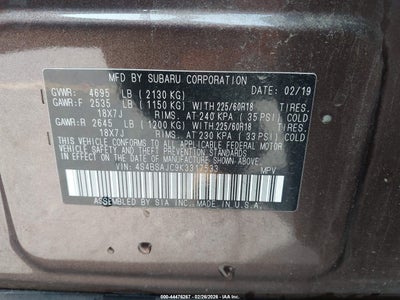 MFD BY SUBARU CORPORATION
GVWR: 4695 LB ( 2130 KG) DATE: 02/19
GAWR:F 2535 LB ( 1150 KG) WITH 225/60R18 TIRES.
18X7J RIMS. AT 240 KPA ( 35 PSI) COLD
GAWR:R 2645 LB ( 1200 KG) WITH 225/60R18 TIRES.
18X7J RIMS. AT 230 KPA ( 33 PSI) COLD
THIS VEHICLE CONFORMS TO ALL APPLICABLE FEDERAL MOTOR
VEHICLE SAFETY AND THEFT PREVENTION STANDARDS IN
EFFECT ON THE DATE OF MANUFACTURE SHOWN ABOVE.
VIN: 4S4BSAJC9K3317533 MPV
ASSEMBLED BY SIA INC. MADE IN U.S.A.
000-44476267 - 02/26/2026 - IAA